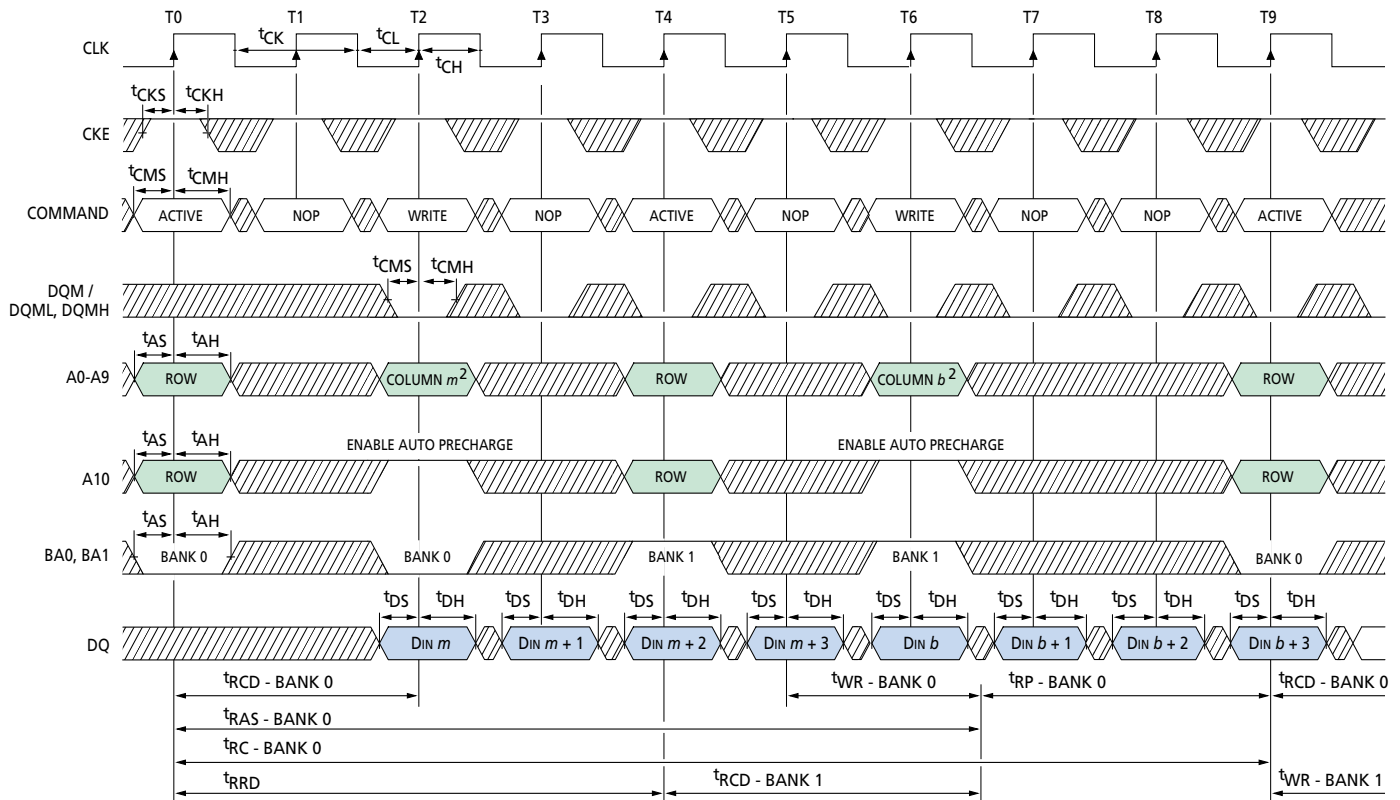 T0 T1 T2 T3 T4 T5 T6 T7 T8 T9
CLK tCK tCL tCH
tCKS tCKH
CKE
tCMS tCMH
COMMAND ACTIVE NOP WRITE NOP ACTIVE NOP WRITE NOP NOP ACTIVE
tCMS tCMH
DQM /
DQML, DQMH
tAS tAH
A0-A9 ROW COLUMN m2 ROW COLUMN b2 ROW
tAS tAH ENABLE AUTO PRECHARGE ENABLE AUTO PRECHARGE
A10 ROW ROW ROW
tAS tAH
BA0, BA1 BANK 0 BANK 0 BANK 1 BANK 1 BANK 0
tDS tDH tDS tDH tDS tDH tDS tDH tDS tDH tDS tDH tDS tDH tDS tDH
DQ DIN m DIN m + 1 DIN m + 2 DIN m + 3 DIN b DIN b + 1 DIN b + 2 DIN b + 3
tRCD - BANK 0 tWR - BANK 0 tRP - BANK 0 tRCD - BANK 0
tRAS - BANK 0
tRC - BANK 0
tRRD tRCD - BANK 1 tWR - BANK 1